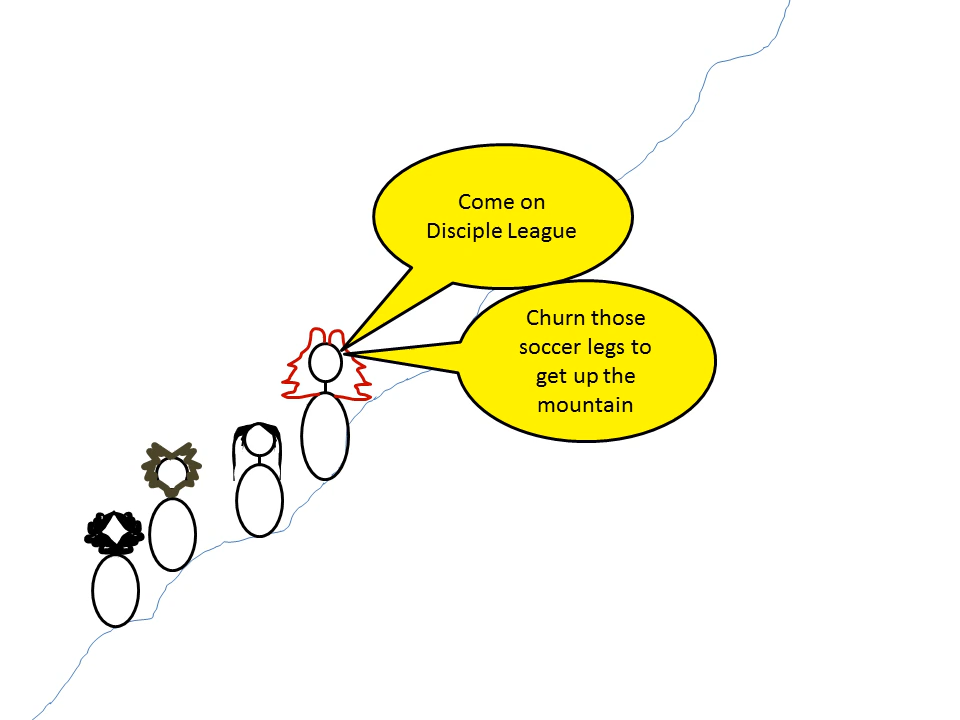 Come on
Disciple League
Churn those
soccer legs to
get up the
mountain